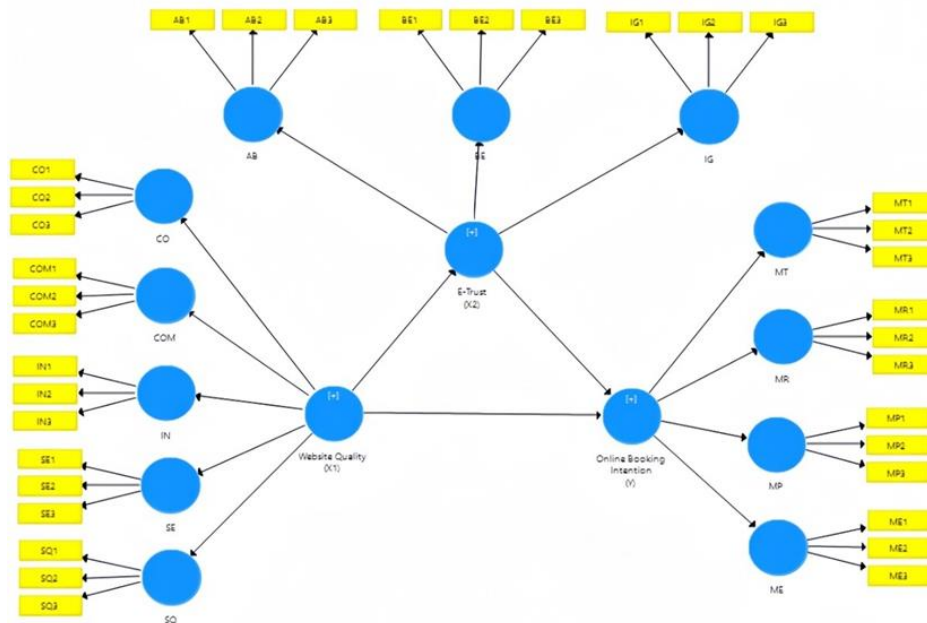 AB1
AB2
AB3
BE1
BE2
BE3
IG1
IG2
IG3
AB
BE
IG
CO1
CO2
CO3
CO
MT1
MT2
MT3
MT
[+]
E-Trust
(X2)
COM1
COM2
COM3
COM
MR1
MR2
MR3
MR
IN1
IN2
IN3
IN
[+]
Website Quality
(X1)
[+]
Online Booking
Intention
(Y)
MP1
MP2
MP3
MP
SE1
SE2
SE3
SE
ME1
ME2
ME3
ME
SQ1
SQ2
SQ3
SQ